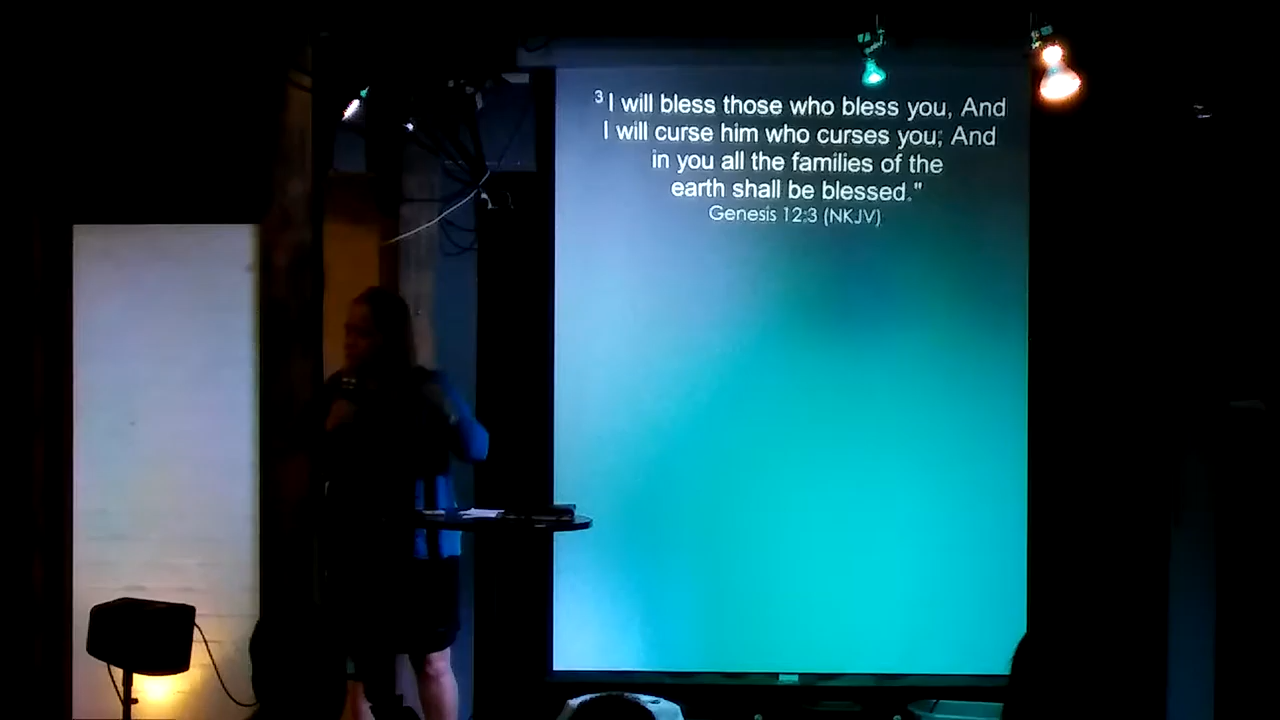 3 I will bless those who bless you, And
I will curse him who curses you; And
in you all the families of the
earth shall be blessed."
Genesis 12:3 (NKJV)